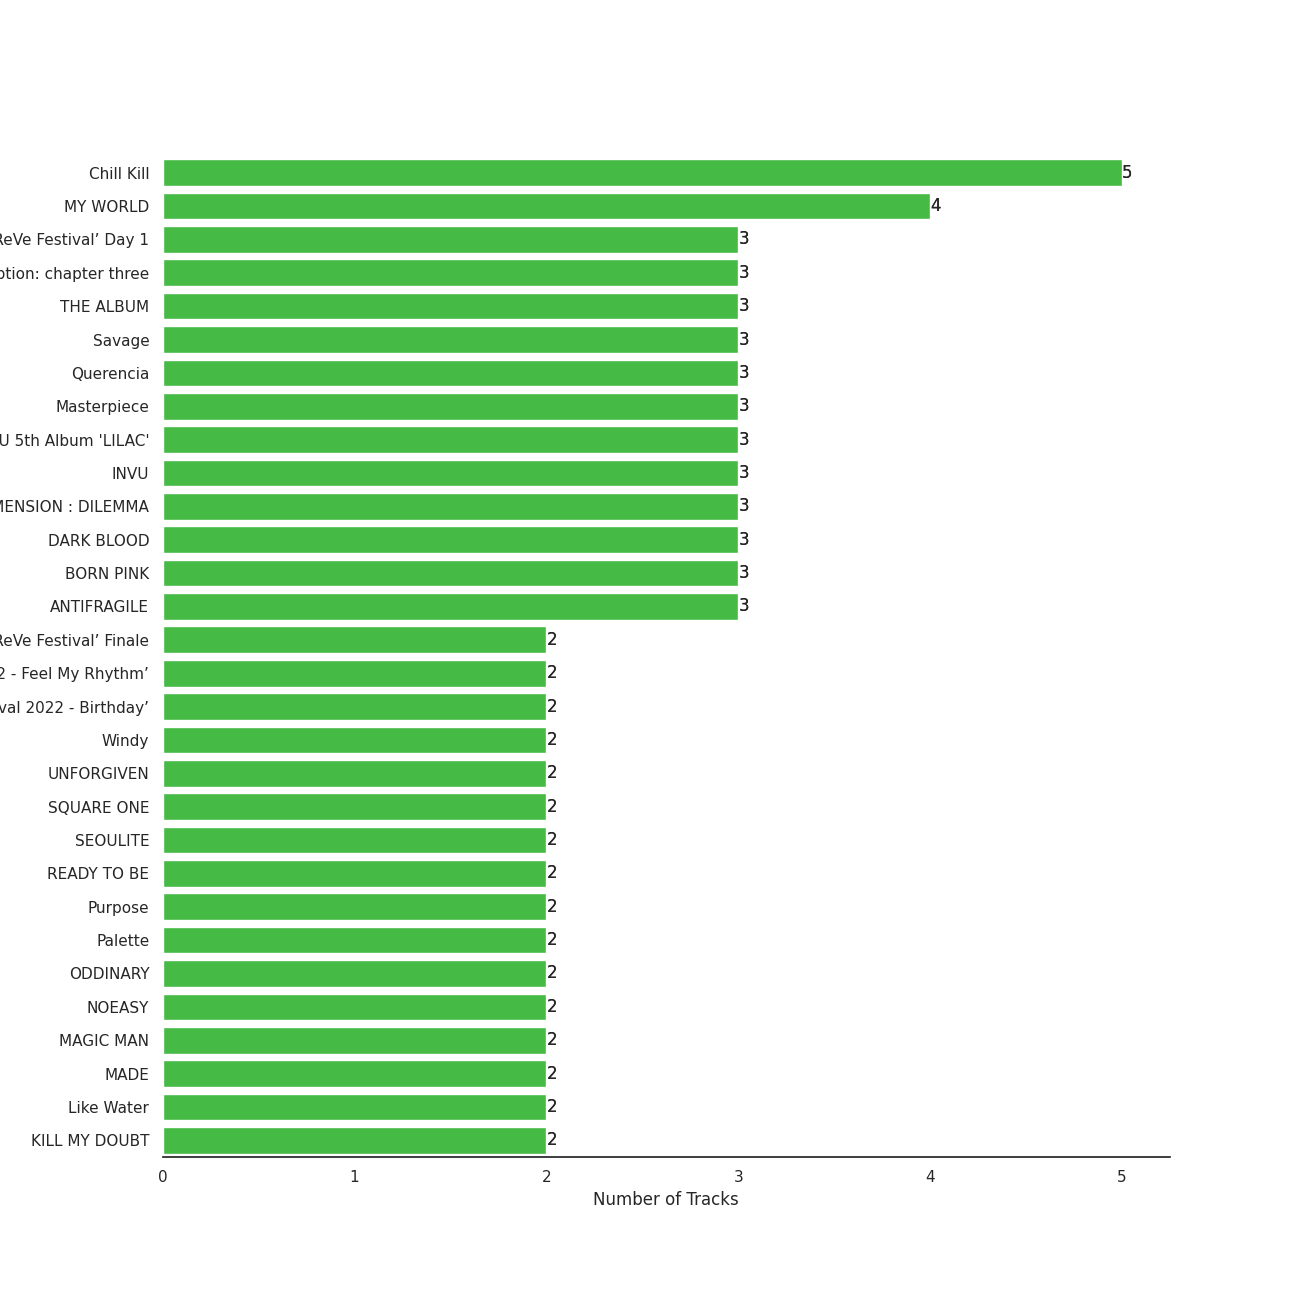 Chill Kill 5
MY WORLD 4
ReVe Festival’ Day 1 3
chapter three 3
THE ALBUM 3
Savage 3
Querencia 3
Masterpiece 3
5th Album 'LILAC' 3
INVU 3
: DILEMMA 3
DARK BLOOD 3
BORN PINK 3
ANTIFRAGILE 3
ReVe Festival’ Finale 2
- Feel My Rhythm’ 2
2022 - Birthday’ 2
Windy 2
UNFORGIVEN 2
SQUARE ONE 2
SEOULITE 2
READY TO BE 2
Purpose 2
Palette 2
ODDINARY 2
NOEASY 2
MAGIC MAN 2
MADE 2
Like Water 2
KILL MY DOUBT 2
0 1 2 3 4 5
Number of Tracks